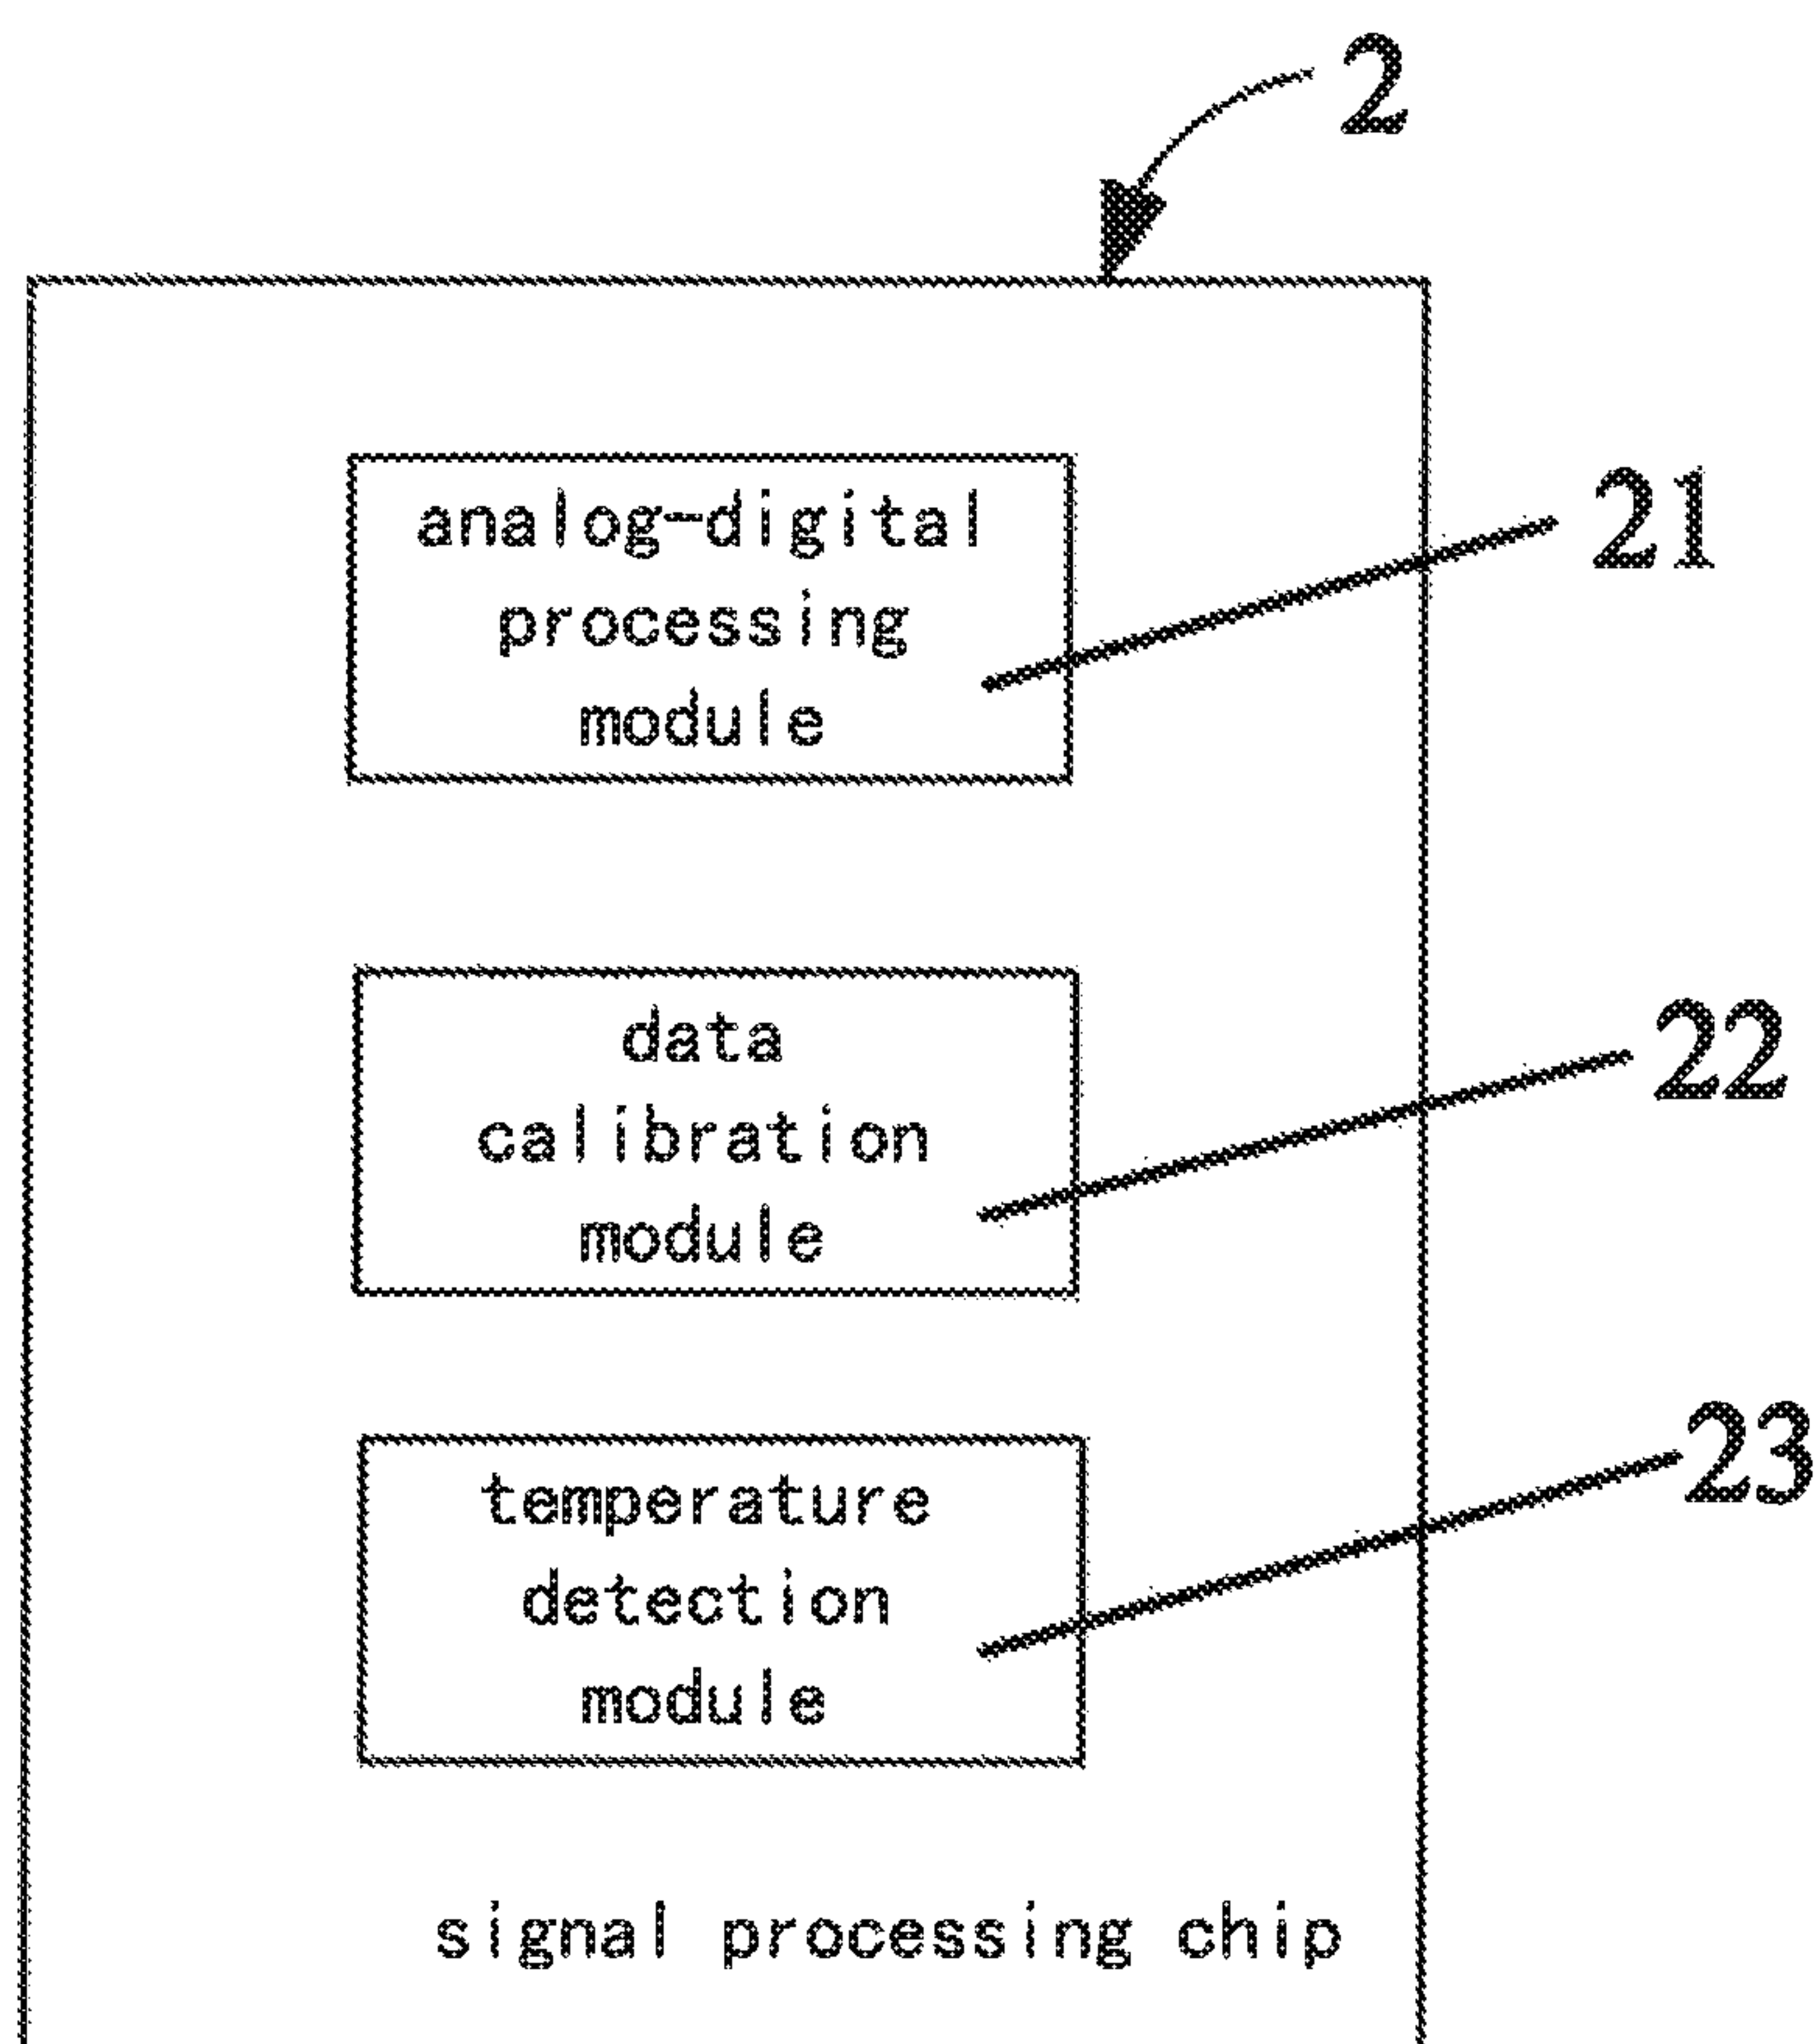 2
analog-digital
processing
module
21
data
calibration
module
22
temperature
detection
module
23
signal processing chip